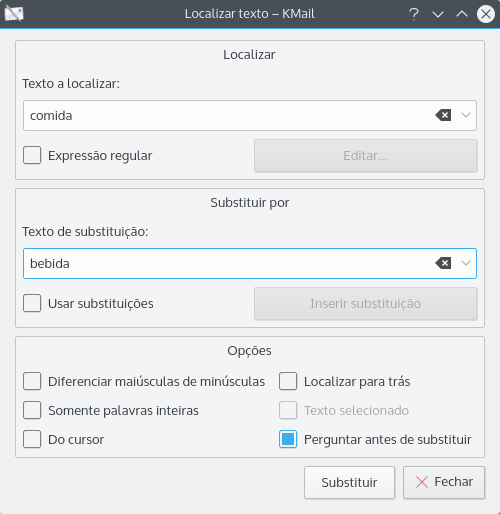 Localizar texto – KMail
Localizar
Texto a localizar:
comida
Expressão regular
Editar...
Substituir por
Texto de substituição:
bebida
Usar substituições
Inserir substituição
Opções
Diferenciar maiúsculas de minúsculas
Localizar para trás
Somente palavras inteiras
Texto selecionado
Do cursor
Perguntar antes de substituir
Substituir
Fechar